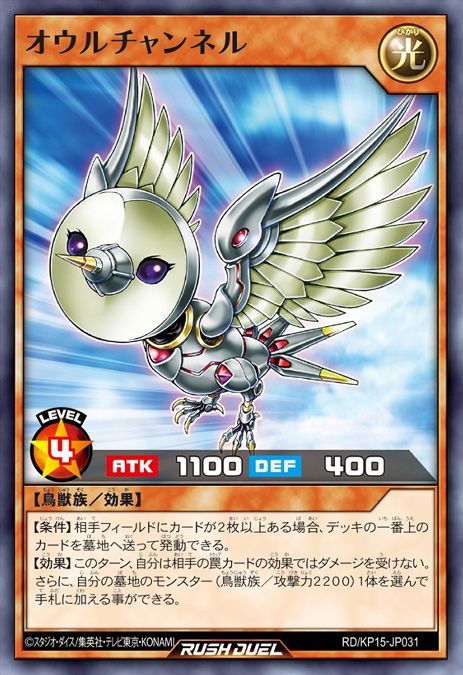 オウルチャンネル
ひかり
光
LEVEL
4
ATK 1100 DEF 400
【鳥獣族／効果】
【条件】相手フィールドにカードが2枚以上ある場合、デッキの一番上の
カードを墓地へ送って発動できる。
【効果】このターン、自分は相手の罠カードの効果ではダメージを受けない。
さらに、自分の墓地のモンスター(鳥獣族／攻撃力2200)1体を選んで
手札に加える事ができる。
©スタジオ・ダイス/集英社・テレビ東京・KONAMI
RUSH DUEL
RD/KP15-JP031